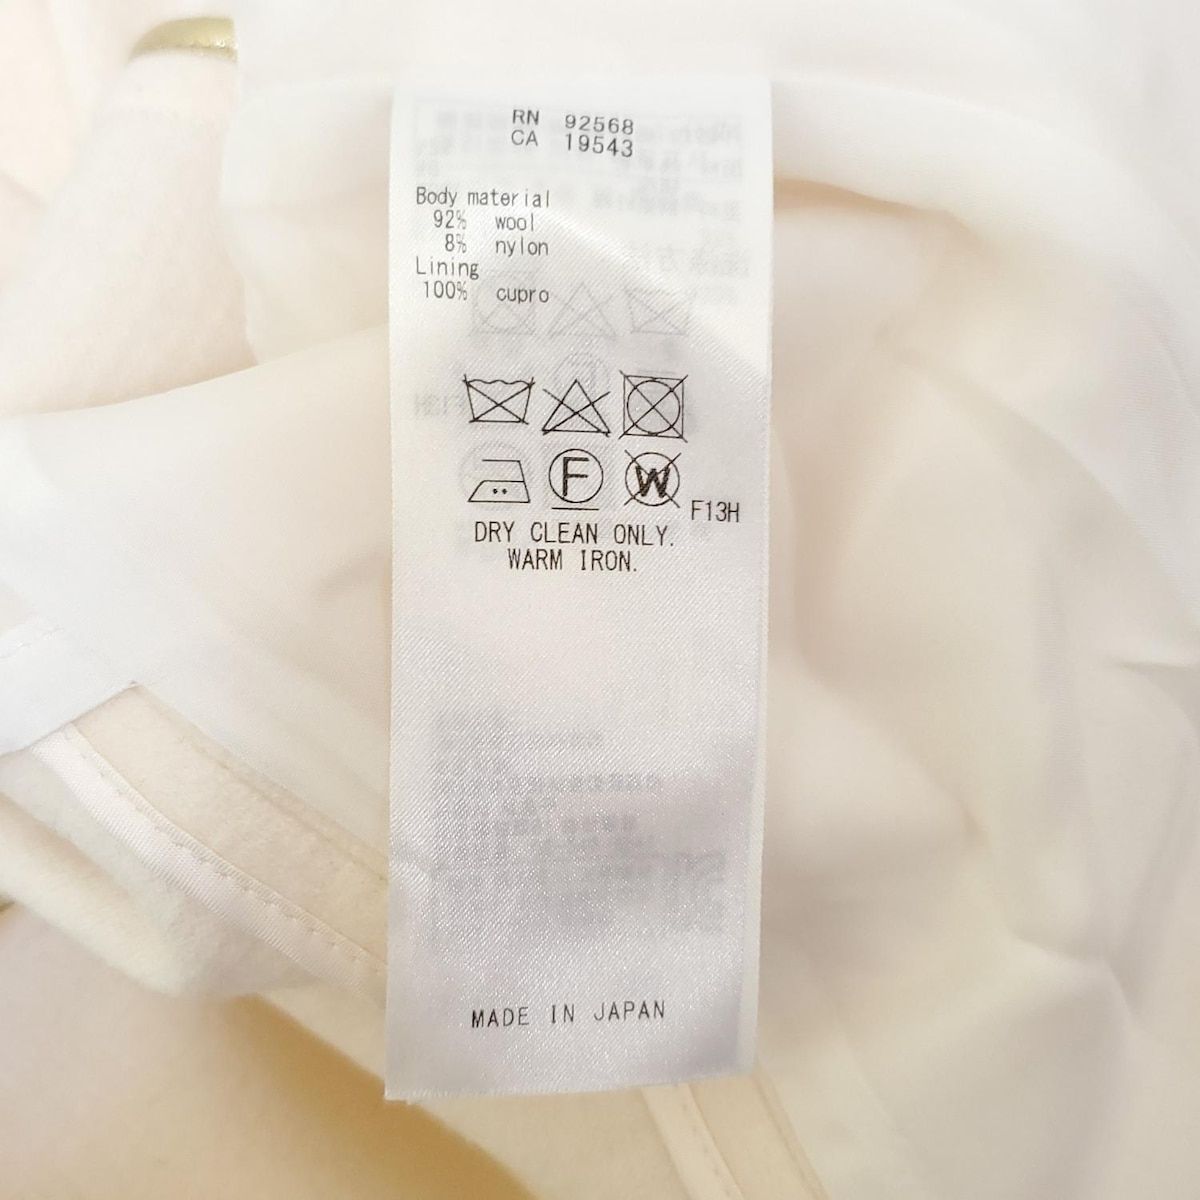 RN 92568
CA 19543
Body material
92% wool
8% nylon
Lining
100% cupro
F W F13H
DRY CLEAN ONLY.
WARM IRON.
MADE IN JAPAN